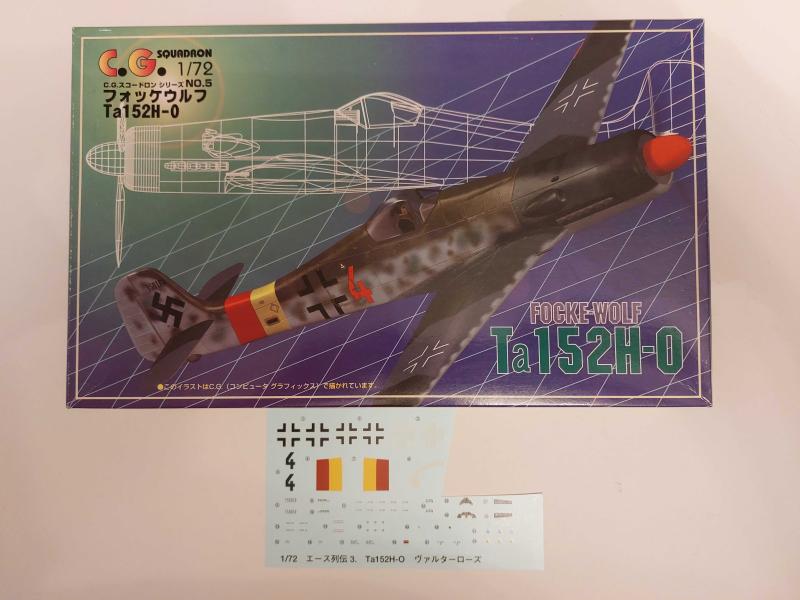 C.G. SQUADRON
1/72
C.G.スコードロン シリーズ NO.5
フォッケウルフ
Ta152H-0
4
FOCKE-WOLF
Ta152H-0
●このイラストはC.G.(コンピュータ グラフィックス)で描かれています。
4
4
1/72 エース列伝 3. Ta152H-O ヴァルターローズ